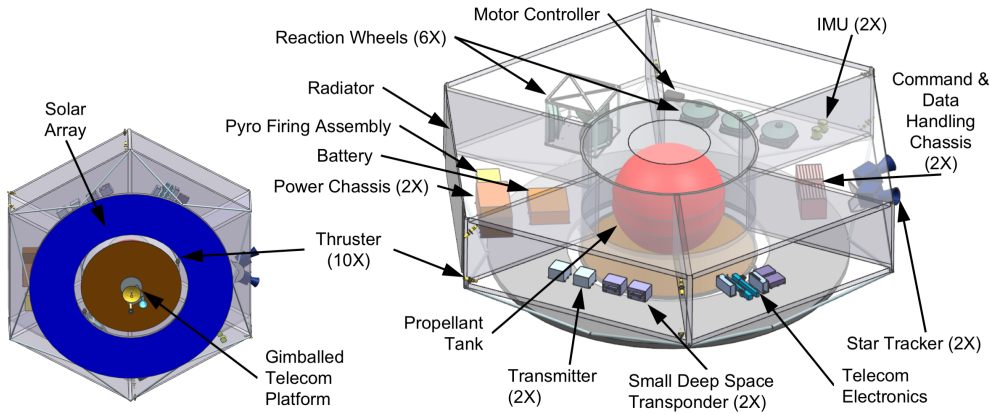 Solar
Array
Thruster
(10X)
Gimballed
Telecom
Platform
Motor Controller
Reaction Wheels (6X)
Radiator
Pyro Firing Assembly
Battery
Power Chassis (2X)
IMU (2X)
Command &
Data
Handling
Chassis
(2X)
Propellant
Tank
Transmitter
(2X)
Small Deep Space
Transponder (2X)
Telecom
Electronics
Star Tracker (2X)